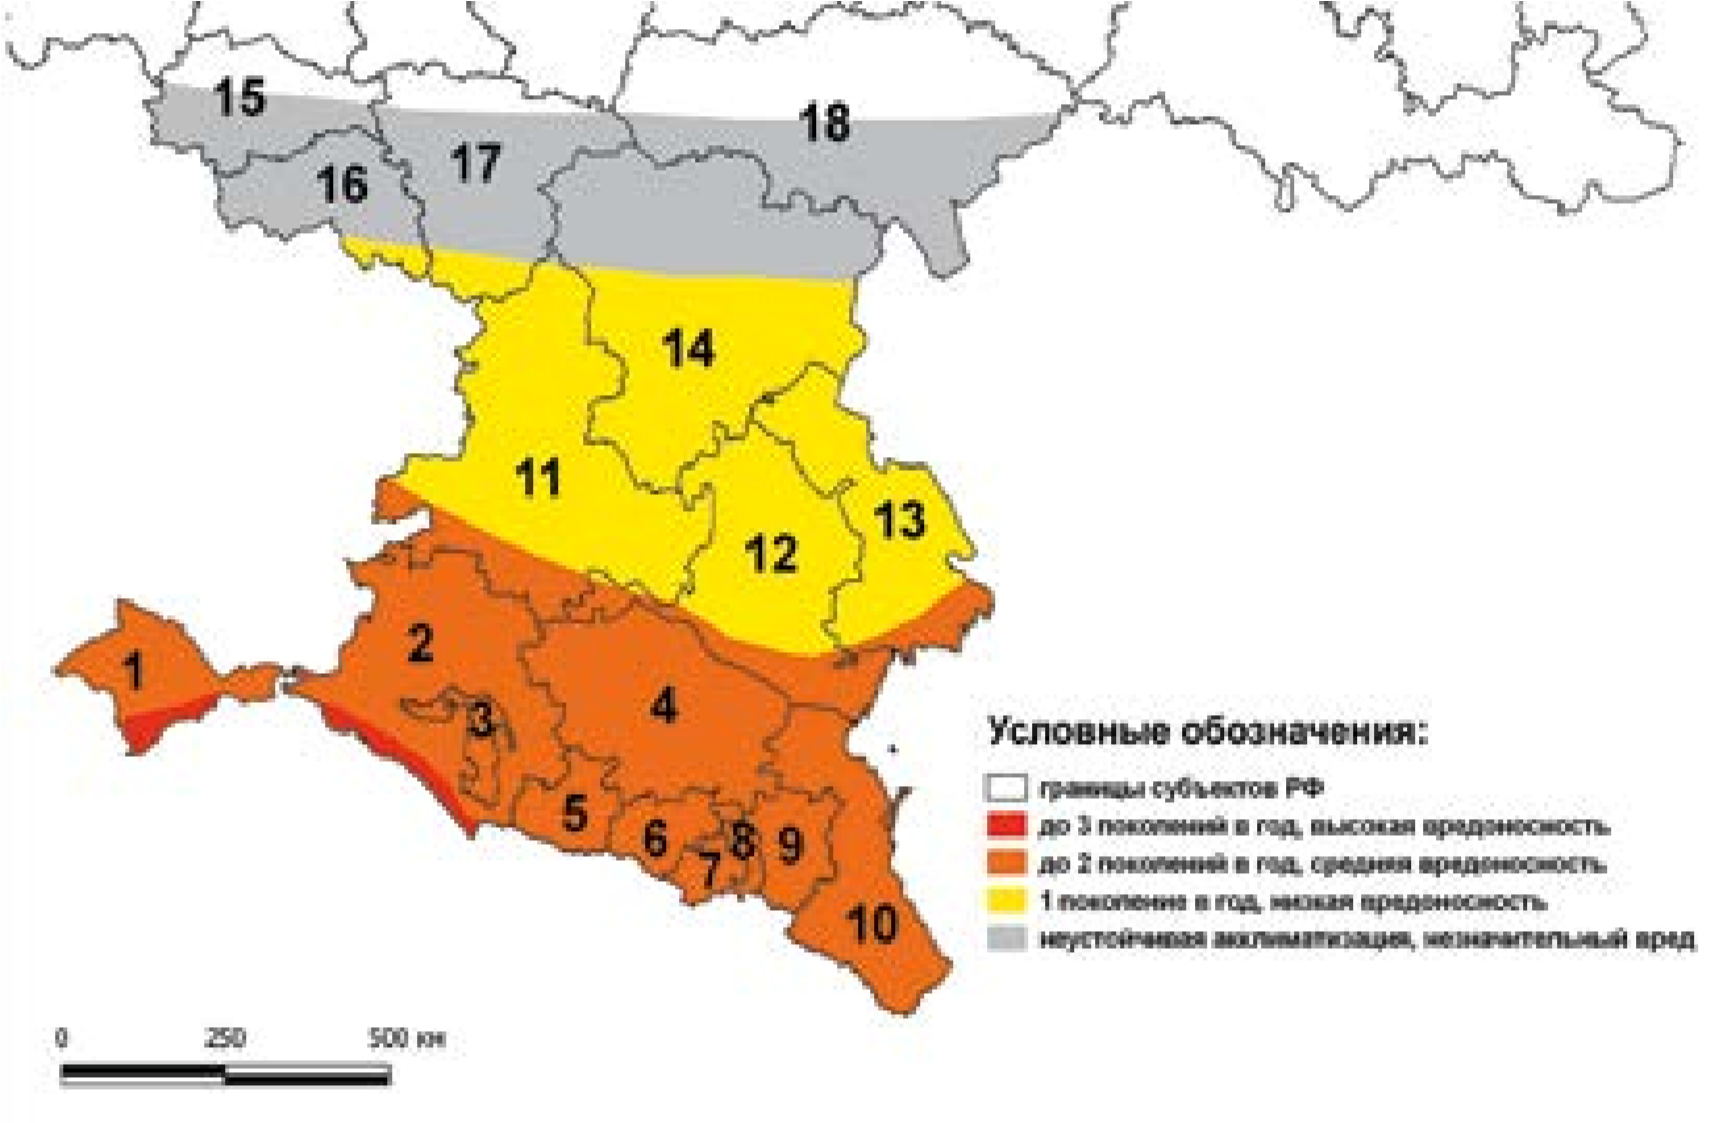 15
18
17
16
14
11
13
12
2
1
4
3
5
6
8
9
7
10
Условные обозначения:
границы субъектов РФ
до 3 поколений в год, высокая вредоносность
до 2 поколений в год, средняя вредоносность
1 поколение в год, низкая вредоносность
неустойчивая акклиматизация, незначительный вред
0 250 500 км